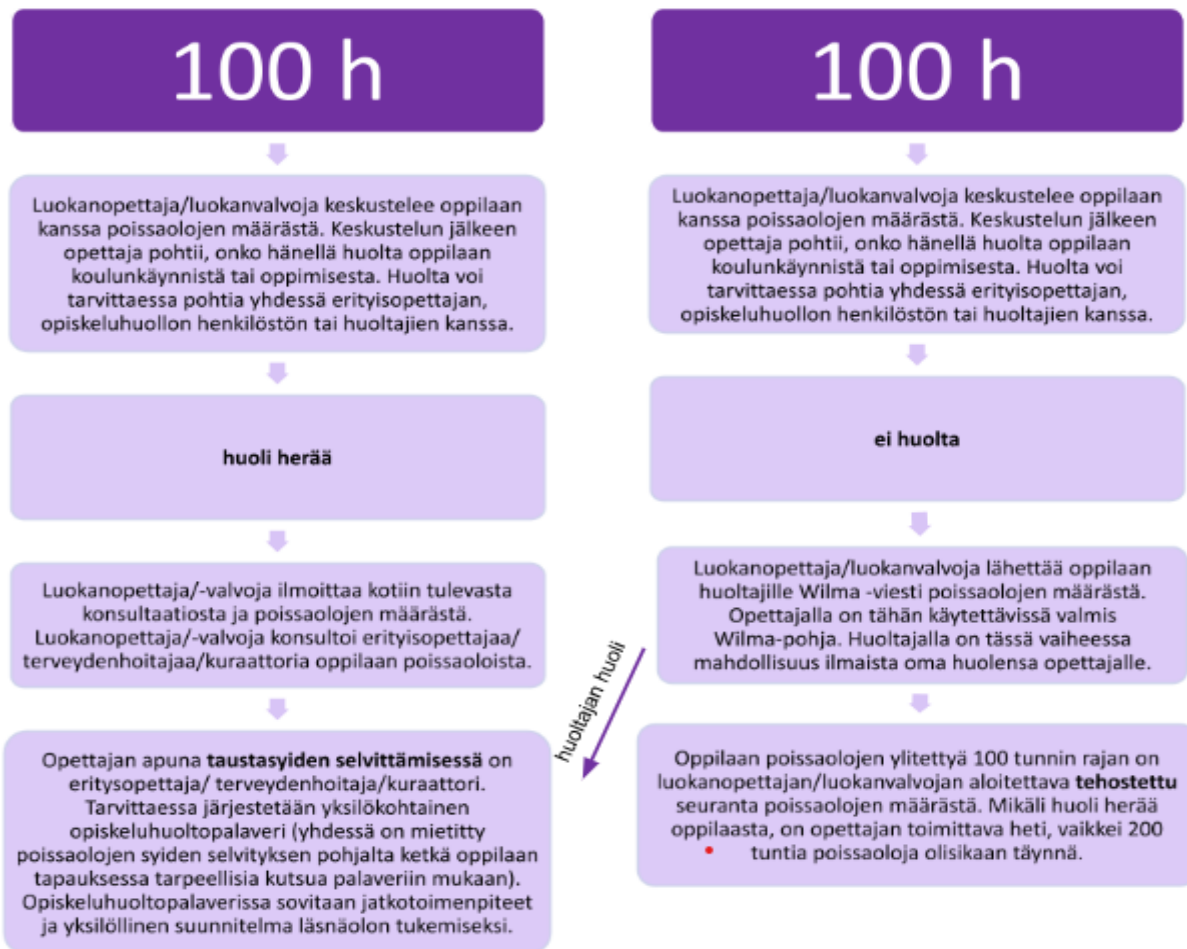 100 h
Luokanopettaja/luokanvalvoja keskustelee oppilaan
kanssa poissaolojen määrästä. Keskustelun jälkeen
opettaja pohtii, onko hänellä huolta oppilaan
koulunkäynnistä tai oppimisesta. Huolta voi
tarvittaessa pohtia yhdessä erityisopettajan,
opiskeluhuollon henkilöstön tai huoltajien kanssa.
huoli herää
Luokanopettaja/-valvoja ilmoittaa kotiin tulevasta
konsultaatiosta ja poissaolojen määrästä.
Luokanopettaja/-valvoja konsultoi erityisopettajaa/
terveydenhoitajaa/kuraattoria oppilaan poissaoloista.
Opettajan apuna taustasyiden selvittämisessä on
eritysopettaja/ terveydenhoitaja/kuraattori.
Tarvittaessa järjestetään yksilökohtainen
opiskeluhuoltopalaveri (yhdessä on mietitty
poissaolojen syiden selvityksen pohjalta ketkä oppilaan
tapauksessa tarpeellisia kutsua palaveriin mukaan).
Opiskeluhuoltopalaverissa sovitaan jatkotoimenpiteet
ja yksilöllinen suunnitelma läsnäolon tukemiseksi.
huoltajan huoli
100 h
Luokanopettaja/luokanvalvoja keskustelee oppilaan
kanssa poissaolojen määrästä. Keskustelun jälkeen
opettaja pohtii, onko hänellä huolta oppilaan
koulunkäynnistä tai oppimisesta. Huolta voi
tarvittaessa pohtia yhdessä erityisopettajan,
opiskeluhuollon henkilöstön tai huoltajien kanssa.
ei huolta
Luokanopettaja/luokanvalvoja lähettää oppilaan
huoltajille Wilma -viesti poissaolojen määrästä.
Opettajalla on tähän käytettävissä valmis
Wilma-pohja. Huoltajalla on tässä vaiheessa
mahdollisuus ilmaista oma huolensa opettajalle.
Oppilaan poissaolojen ylitettyä 100 tunnin rajan on
luokanopettajan/luokanvalvojan aloitettava tehostettu
seuranta poissaolojen määrästä. Mikäli huoli herää
oppilaasta, on opettajan toimittava heti, vaikkei 200
tuntia poissaoloja olisikaan täynnä.